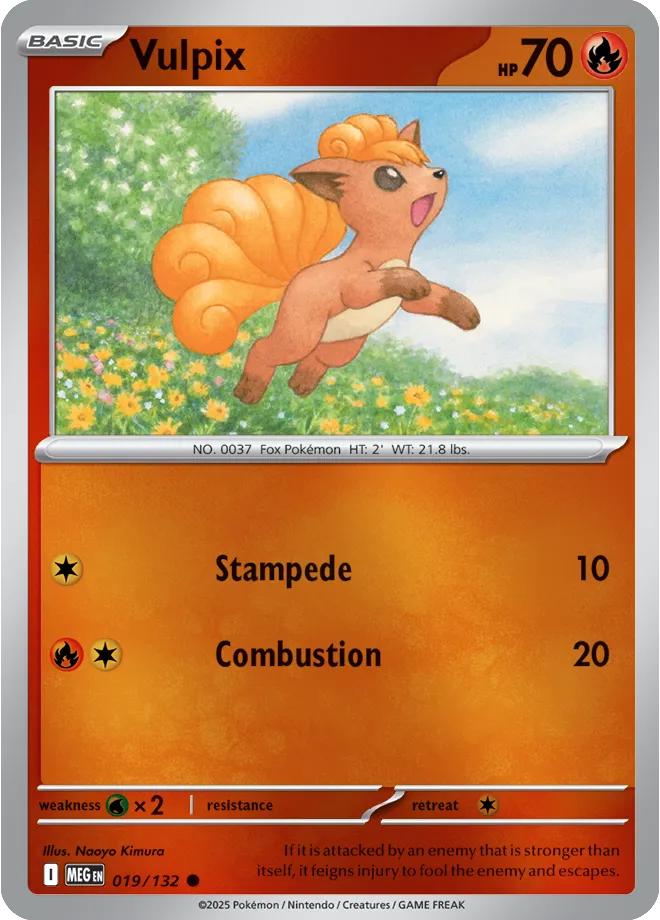 BASIC
Vulpix
HP 70
NO. 0037 Fox Pokémon HT: 2' WT: 21.8 lbs.
Stampede 10
Combustion 20
weakness ×2 resistance retreat
Illus. Naoyo Kimura
If it is attacked by an enemy that is stronger than
itself, it feigns injury to fool the enemy and escapes.
I MEG EN 019/132
©2025 Pokémon / Nintendo / Creatures / GAME FREAK